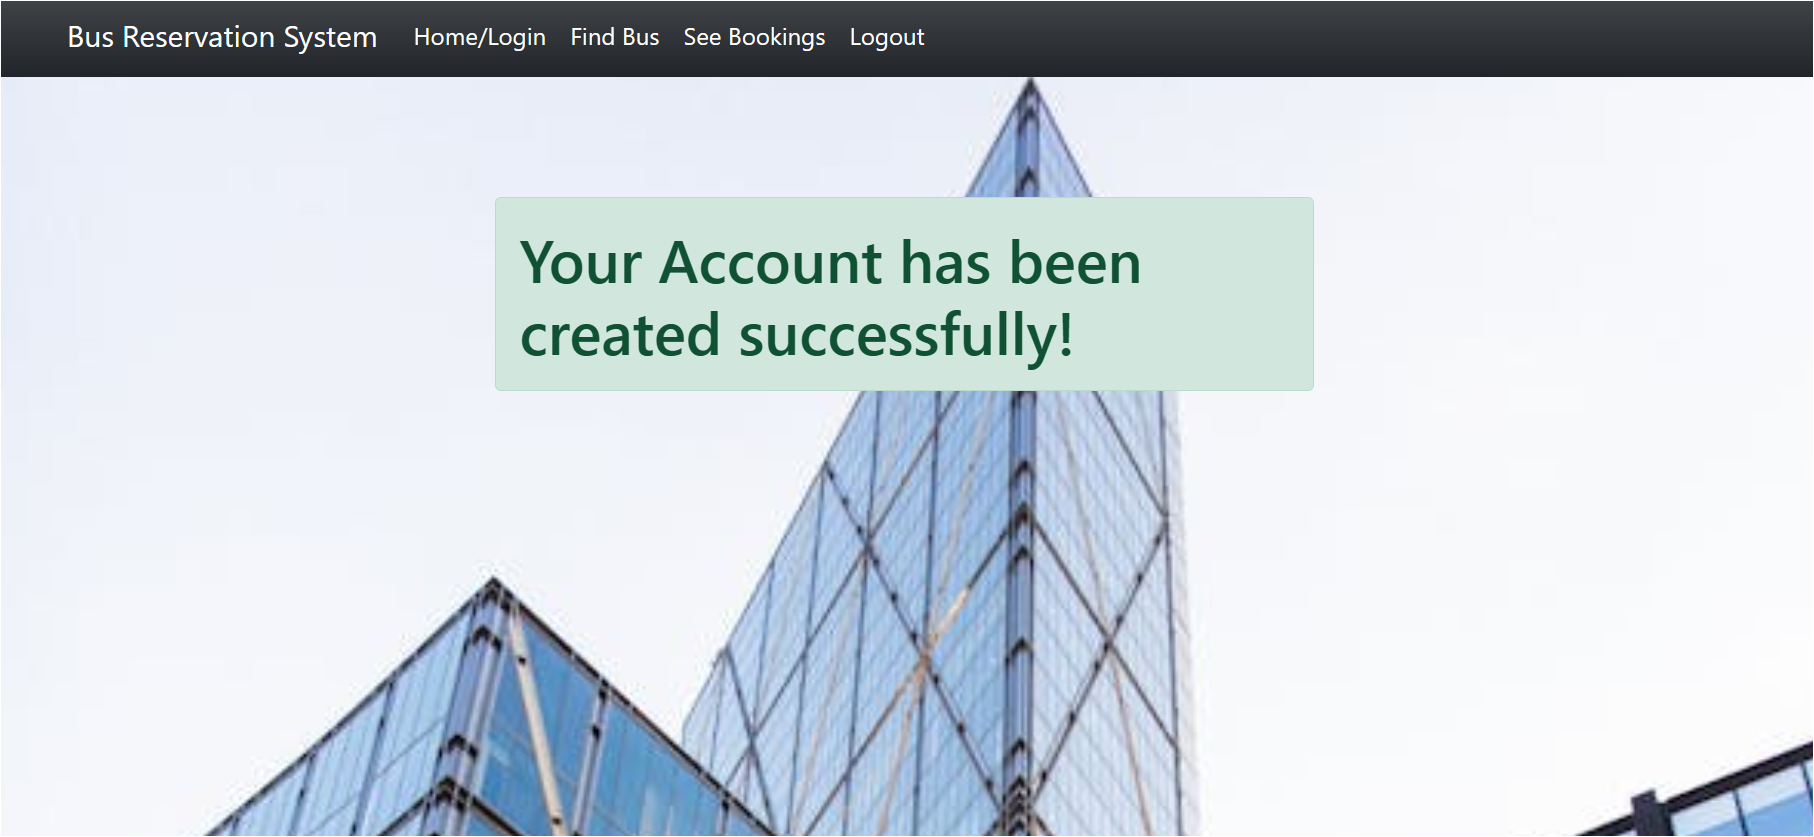 Bus Reservation System Home/Login Find Bus See Bookings Logout
Your Account has been
created successfully!